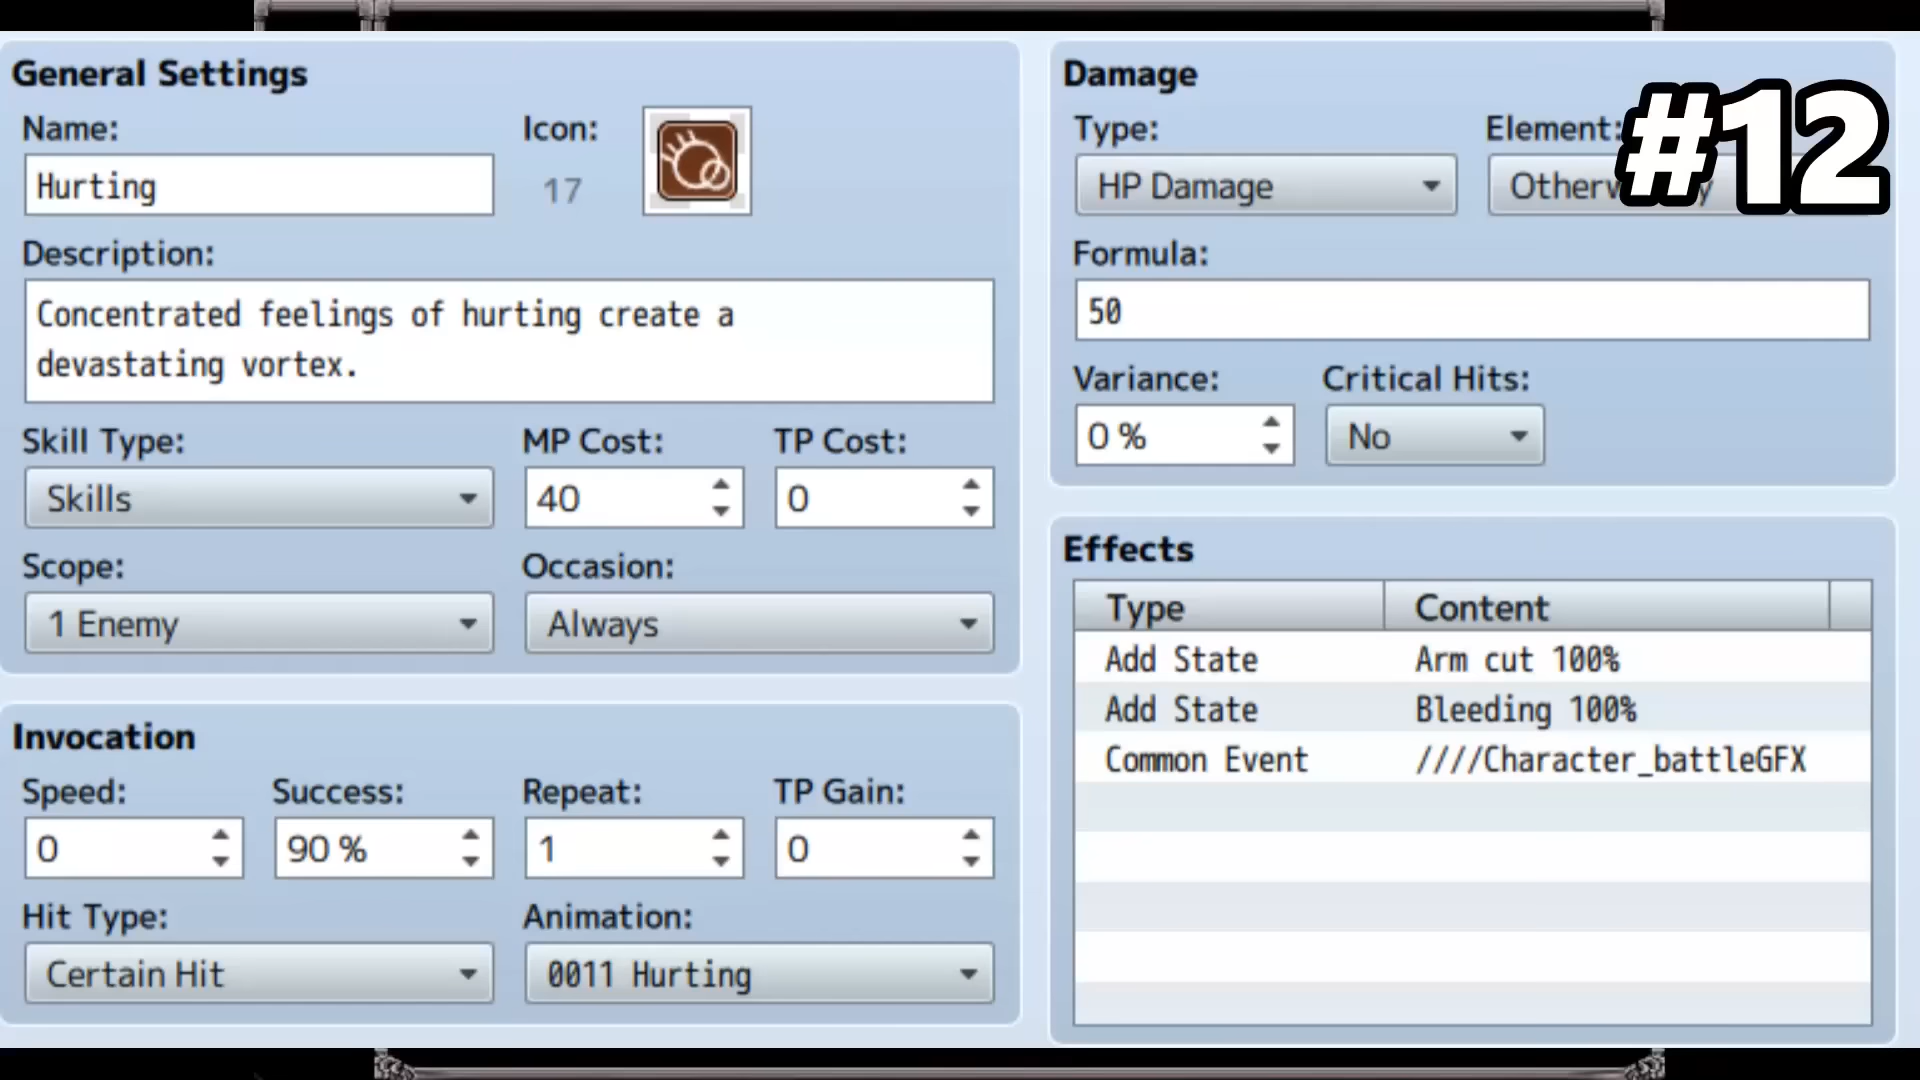 General Settings
Name:
Icon:
Hurting
17
Description:
Concentrated feelings of hurting create a
devastating vortex.
Skill Type:
MP Cost:
TP Cost:
Skills
40
0
Scope:
Occasion:
1 Enemy
Always
Invocation
Speed:
Success:
Repeat:
TP Gain:
0
90 %
1
0
Hit Type:
Animation:
Certain Hit
0011 Hurting
Damage
Type:
Element:
#12
HP Damage
Formula:
50
Variance:
Critical Hits:
0 %
No
Effects
Type
Content
Add State
Arm cut 100%
Add State
Bleeding 100%
Common Event
////Character_battleGFX